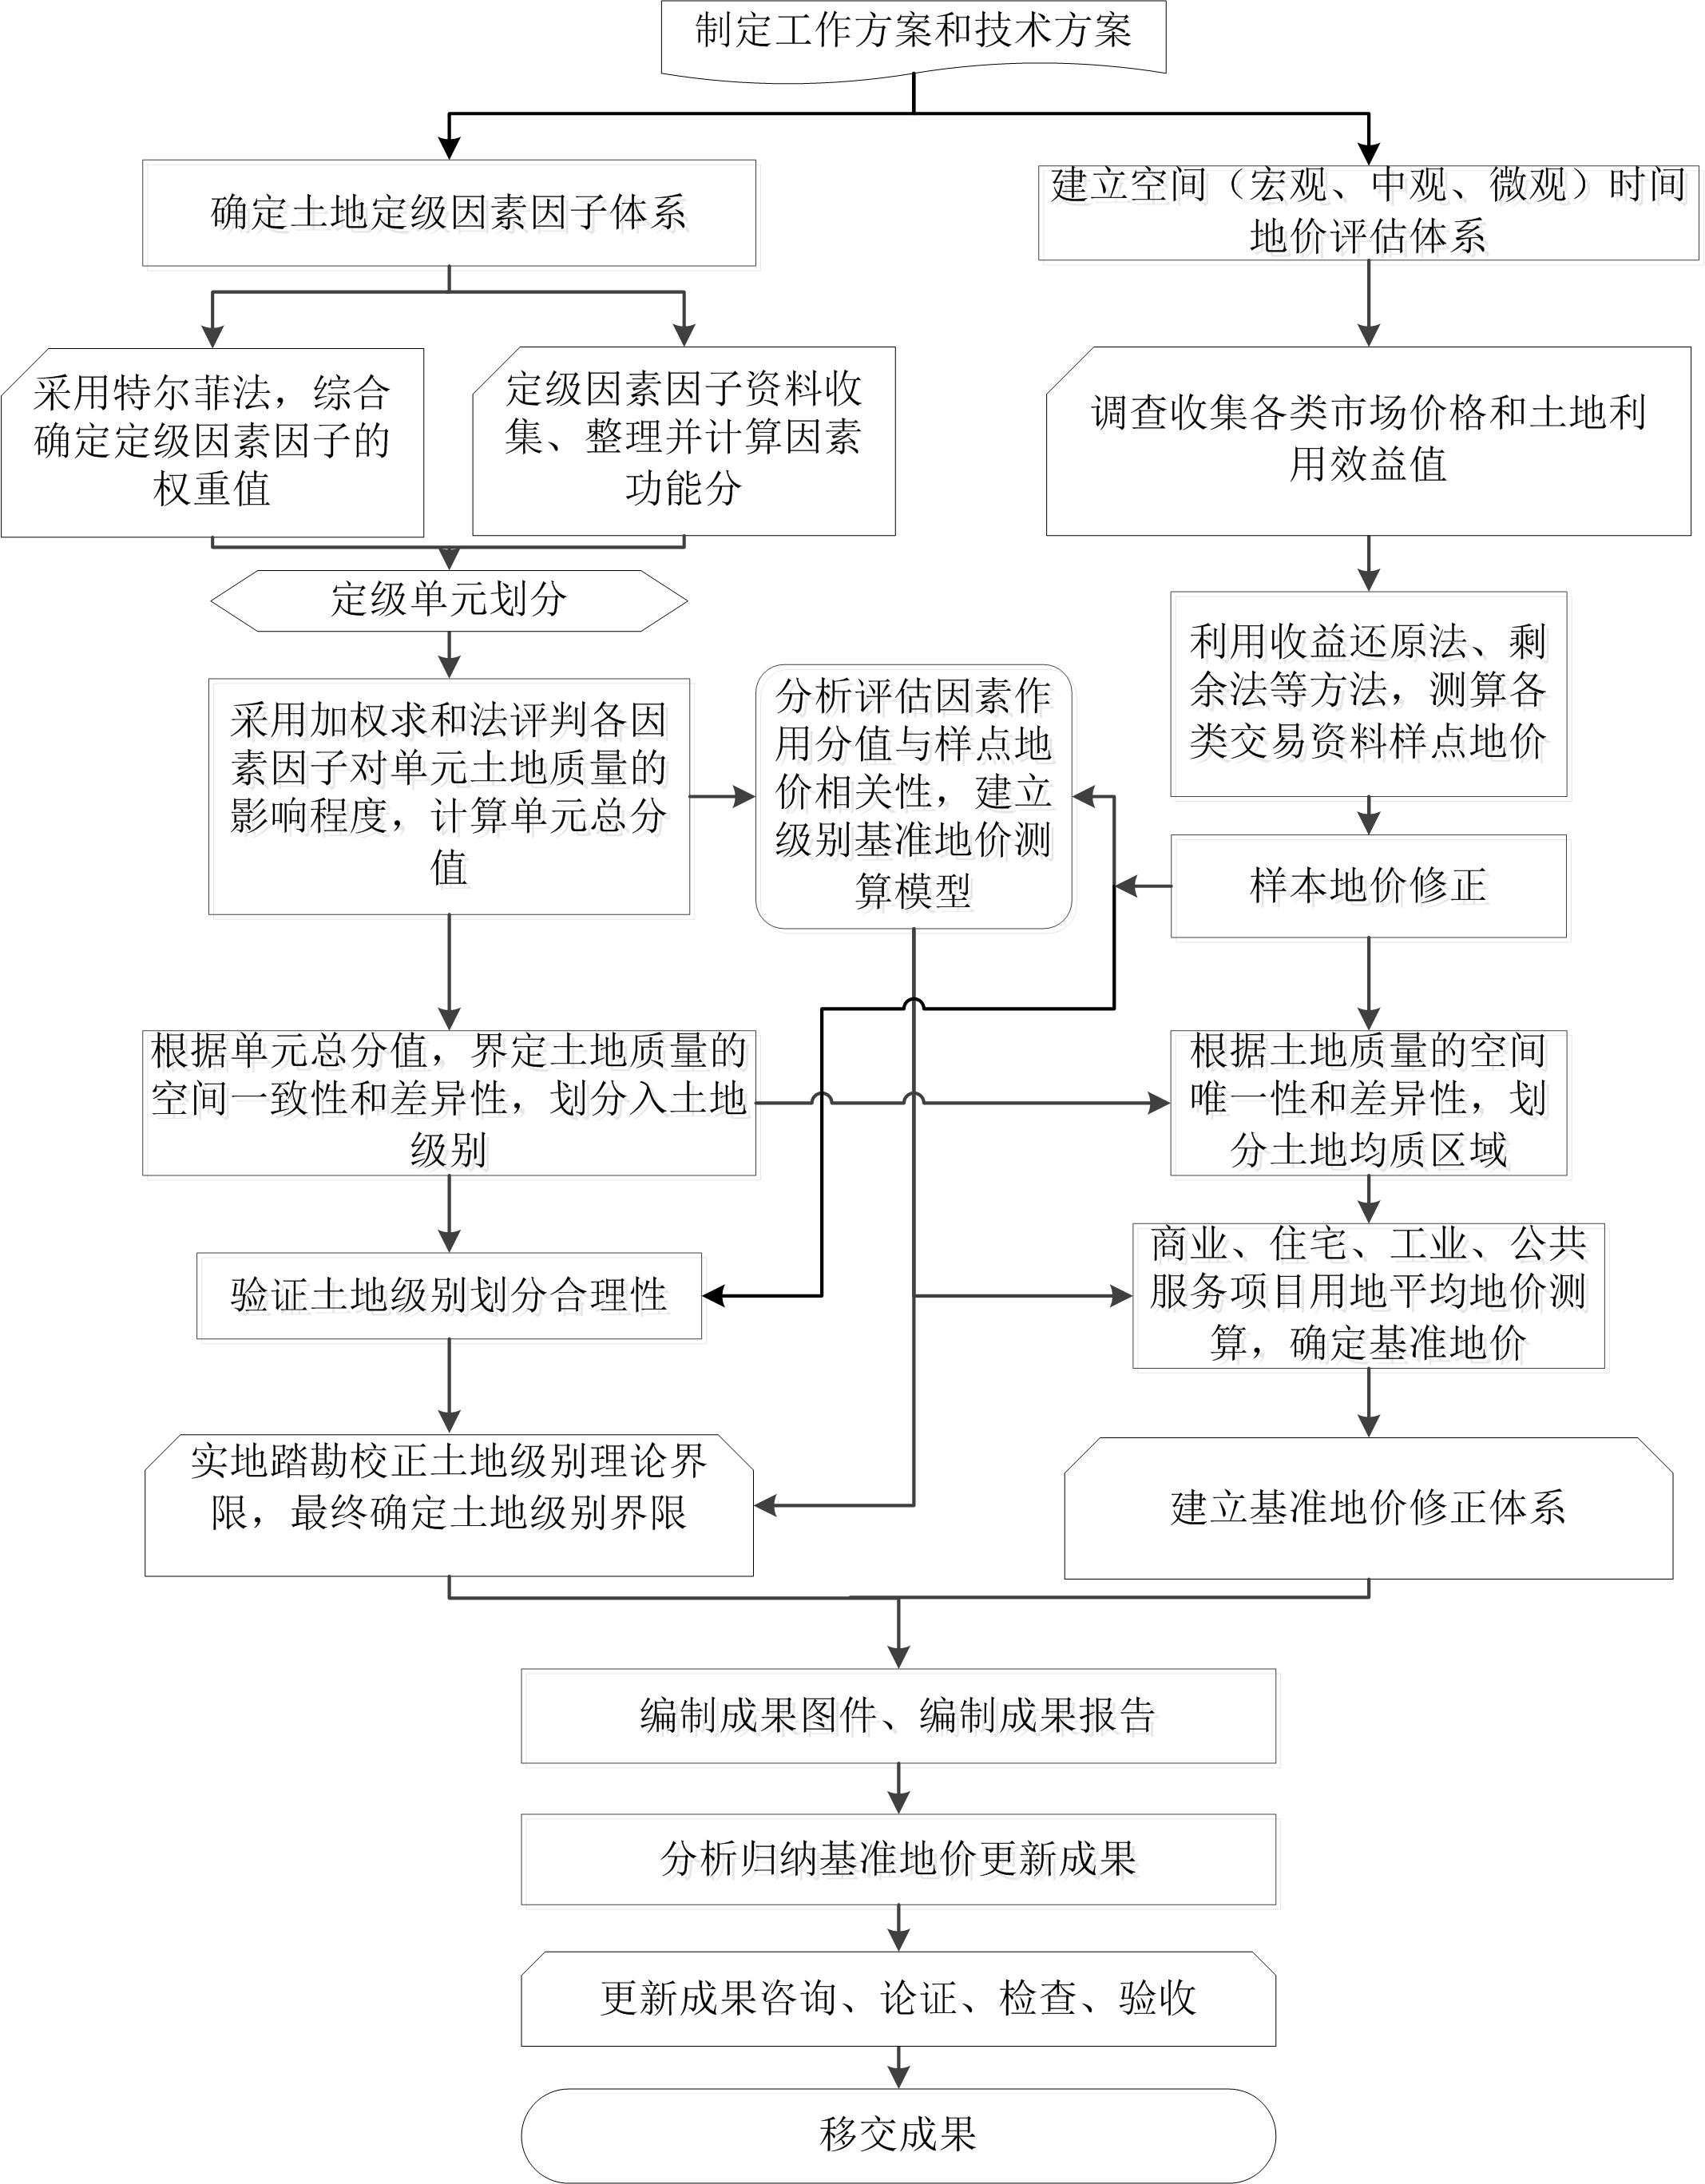 制定工作方案和技术方案
确定土地定级因素因子体系
建立空间（宏观、中观、微观）时间
地价评估体系
采用特尔菲法，综合
确定定级因素因子的
权重值
定级因素因子资料收
集、整理并计算因素
功能分
调查收集各类市场价格和土地利
用效益值
定级单元划分
利用收益还原法、剩
余法等方法，测算各
类交易资料样点地价
采用加权求和法评判各因
素因子对单元土地质量的
影响程度，计算单元总分
值
分析评估因素作
用分值与样点地
价相关性，建立
级别基准地价测
算模型
样本地价修正
根据单元总分值，界定土地质量的
空间一致性和差异性，划分入土地
级别
根据土地质量的空间
唯一性和差异性，划
分土地均质区域
验证土地级别划分合理性
商业、住宅、工业、公共
服务项目用地平均地价测
算，确定基准地价
实地踏勘校正土地级别理论界
限，最终确定土地级别界限
建立基准地价修正体系
编制成果图件、编制成果报告
分析归纳基准地价更新成果
更新成果咨询、论证、检查、验收
移交成果